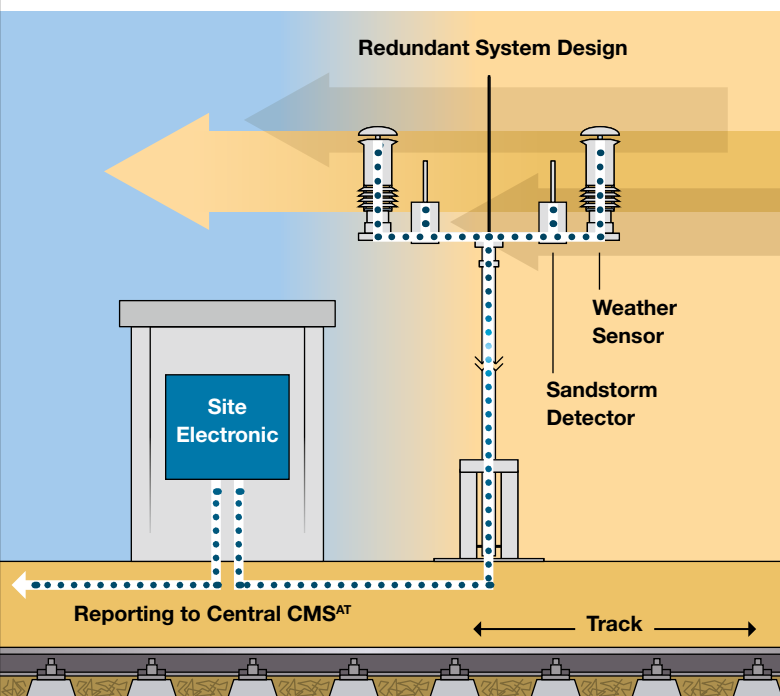 Redundant System Design
Weather
Sensor
Sandstorm
Detector
Site
Electronic
Reporting to Central CMSᴬᵀ
Track